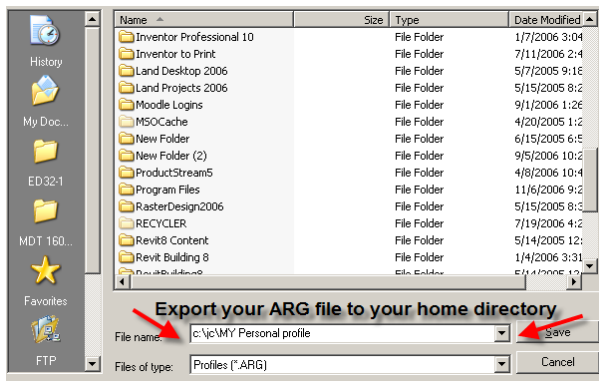 Name Size Type Date Modified
Inventor Professional 10 File Folder 1/7/2006 3:04
Inventor to Print File Folder 7/11/2006 2:4
Land Desktop 2006 File Folder 5/7/2005 9:18
Land Projects 2006 File Folder 5/15/2005 8:2
Moodle Logins File Folder 9/1/2006 1:26
MSOCache File Folder 4/20/2005 1:2
New Folder File Folder 6/15/2005 6:5
New Folder (2) File Folder 9/5/2006 10:2
ProductStream5 File Folder 4/8/2006 10:4
Program Files File Folder 11/6/2006 9:2
RasterDesign2006 File Folder 5/15/2005 8:3
RECYCLER File Folder 7/19/2006 4:2
Revit8 Content File Folder 5/14/2005 12:
Revit Building 8 File Folder 1/4/2006 3:31
History
My Doc...
ED32-1
MDT 160...
Favorites
FTP
Export your ARG file to your home directory
File name: c:\jc\MY Personal profile Save
Files of type: Profiles (*.ARG) Cancel